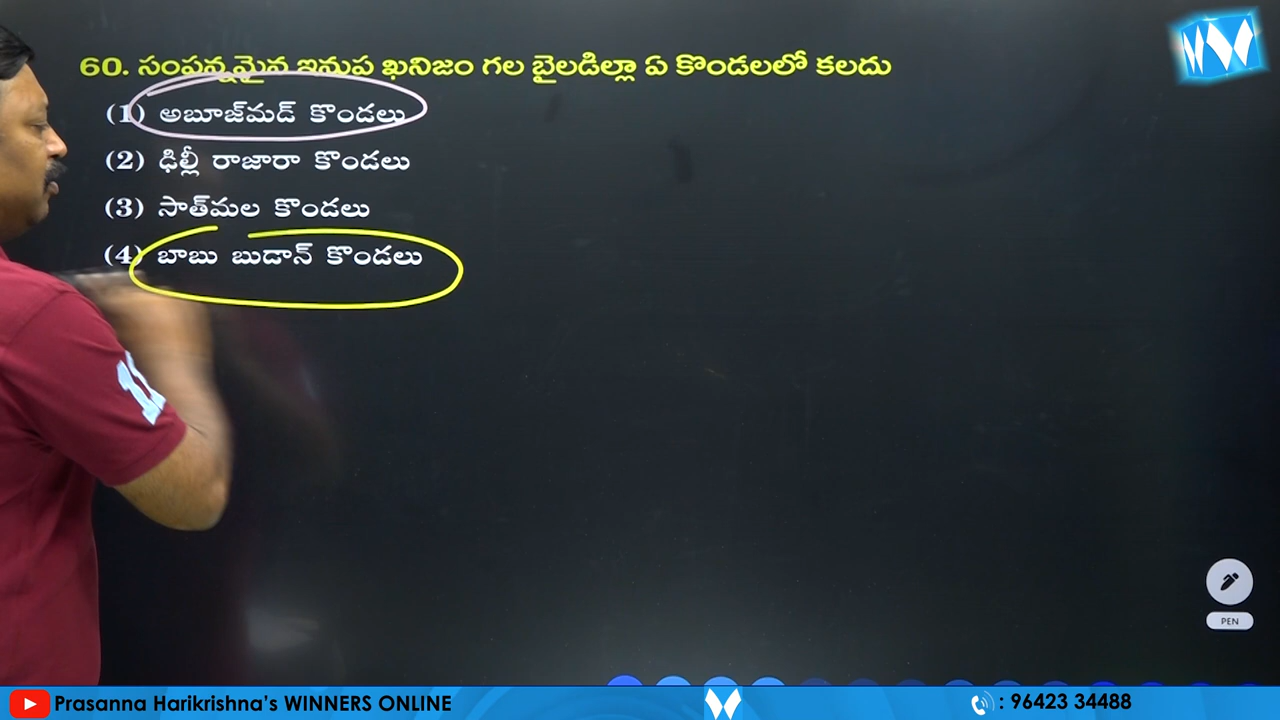 60. సంపన్నమైన ఇనుప ఖనిజం గల బైలడిల్లా ఏ కొండలలో కలదు
(1) అబూజ్‌మడ్ కొండలు
(2) ఢిల్లీ రాజారా కొండలు
(3) సాత్‌మల కొండలు
(4) బాబు బుడాన్ కొండలు
11
PEN
Prasanna Harikrishna's WINNERS ONLINE
: 96423 34488